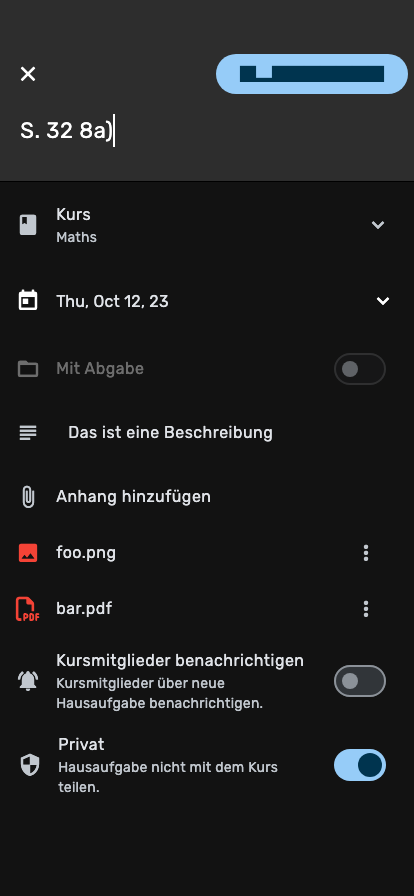 S. 32 8a)
Kurs
Maths
Thu, Oct 12, 23
Mit Abgabe
Das ist eine Beschreibung
Anhang hinzufügen
foo.png
PDF
bar.pdf
Kursmitglieder benachrichtigen
Kursmitglieder über neue
Hausaufgabe benachrichtigen.
Privat
Hausaufgabe nicht mit dem Kurs
teilen.